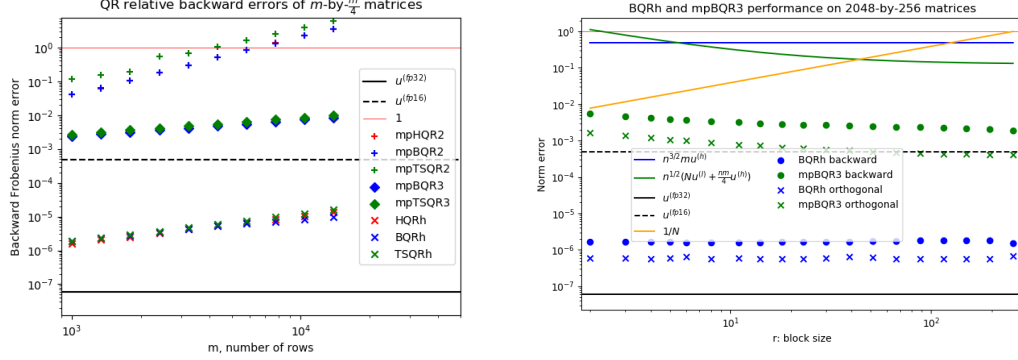 QR relative backward errors of m-by-m/4 matrices
Backward Frobenius norm error
10^0
10^-1
10^-2
10^-3
10^-4
10^-5
10^-6
10^-7
u^(fp32)
u^(fp16)
1
mpHQR2
mpBQR2
mpTSQR2
mpBQR3
mpTSQR3
HQRh
BQRh
TSQRh
10^3
10^4
m, number of rows
BQRh and mpBQR3 performance on 2048-by-256 matrices
Norm error
10^0
10^-1
10^-2
10^-3
10^-4
10^-5
10^-6
10^-7
n^3/2 mu^(h)
n^1/2(Nu^(l) + nm/4 u^(h))
u^(fp32)
u^(fp16)
1/N
BQRh backward
mpBQR3 backward
BQRh orthogonal
mpBQR3 orthogonal
10^1
10^2
r: block size